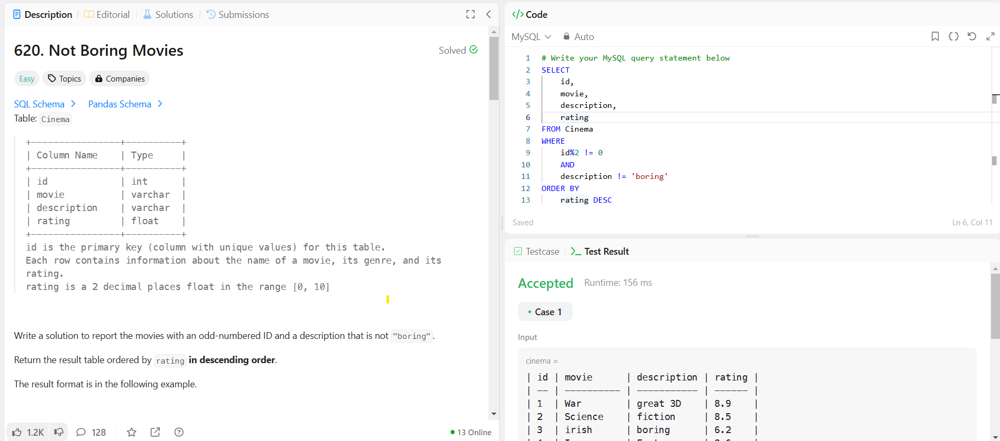 Description
Editorial
Solutions
Submissions
620. Not Boring Movies
Solved
Easy
Topics
Companies
SQL Schema
Pandas Schema
Table: Cinema
+----------------+----------+
| Column Name    | Type     |
+----------------+----------+
| id             | int      |
| movie          | varchar  |
| description    | varchar  |
| rating         | float    |
+----------------+----------+
id is the primary key (column with unique values) for this table.
Each row contains information about the name of a movie, its genre, and its
rating.
rating is a 2 decimal places float in the range [0, 10]
Write a solution to report the movies with an odd-numbered ID and a description that is not "boring".
Return the result table ordered by rating in descending order.
The result format is in the following example.
1.2K
128
13 Online
</> Code
MySQL
Auto
1 # Write your MySQL query statement below
2 SELECT
3     id,
4     movie,
5     description,
6     rating
7 FROM Cinema
8 WHERE
9     id%2 != 0
10     AND
11     description != 'boring'
12 ORDER BY
13     rating DESC
Saved
Ln 6, Col 11
Testcase
Test Result
Accepted
Runtime: 156 ms
Case 1
Input
cinema =
| id | movie      | description | rating |
| -- | ---------- | ----------- | ------ |
| 1  | War        | great 3D    | 8.9    |
| 2  | Science    | fiction     | 8.5    |
| 3  | irish      | boring      | 6.2    |